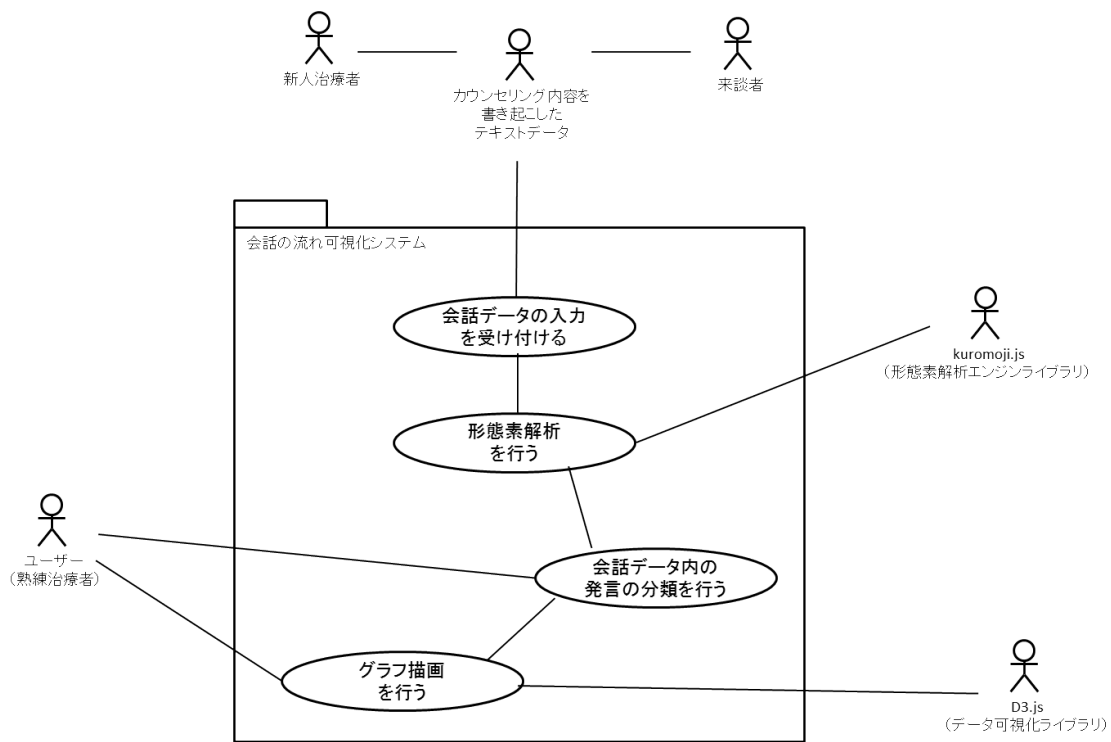 新人治療者
カウンセリング内容を
書き起こした
テキストデータ
来談者
会話の流れ可視化システム
会話データの入力
を受け付ける
kuromoji.js
（形態素解析エンジンライブラリ）
形態素解析
を行う
ユーザー
（熟練治療者）
会話データ内の
発言の分類を行う
グラフ描画
を行う
D3.js
（データ可視化ライブラリ）